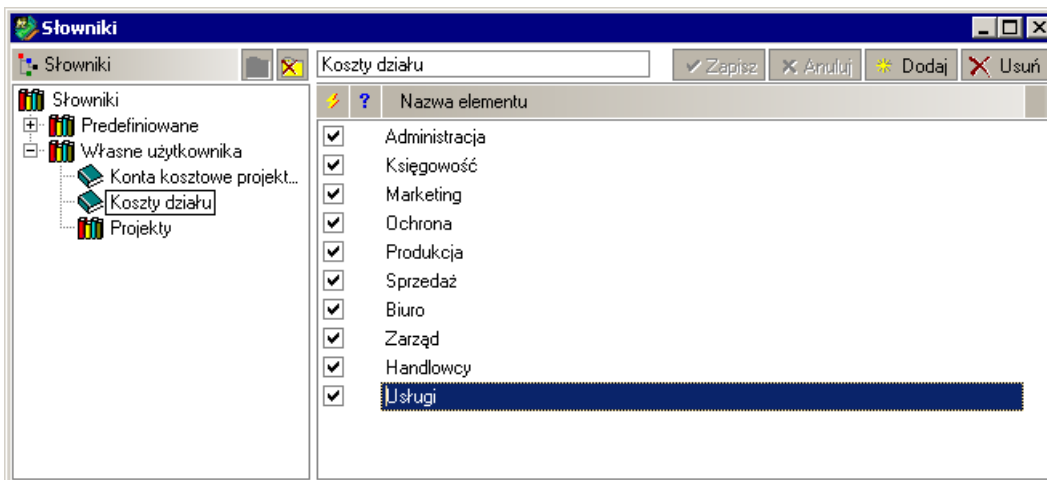 Słowniki
Słowniki
Koszty działu
Zapisz
Anuluj
Dodaj
Usuń
Słowniki
Predefiniowane
Własne użytkownika
Konta kosztowe projekt...
Koszty działu
Projekty
? Nazwa elementu
Administracja
Księgowość
Marketing
Ochrona
Produkcja
Sprzedaż
Biuro
Zarząd
Handlowcy
Usługi